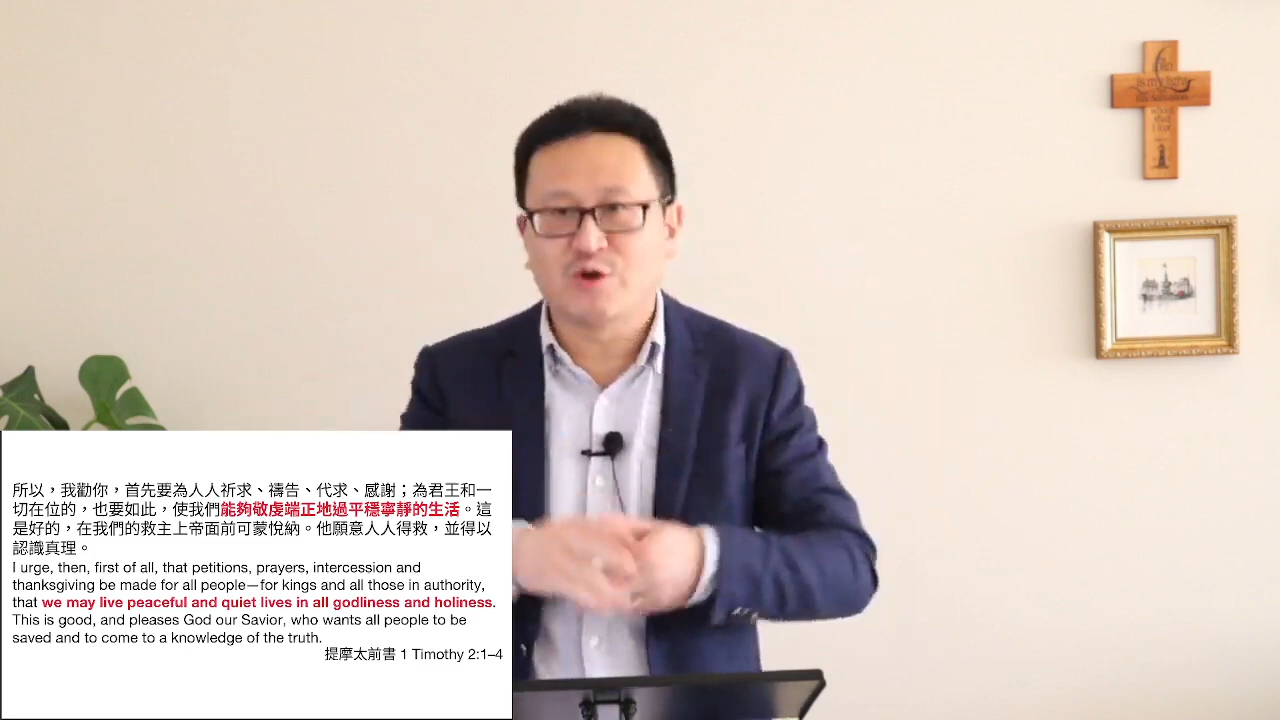 is my light
所以，我勸你，首先要為人人祈求、禱告、代求、感謝；為君王和一
切在位的，也要如此，使我們能夠敬虔端正地過平穩寧靜的生活。這
是好的，在我們的救主上帝面前可蒙悅納。他願意人人得救，並得以
認識真理。
I urge, then, first of all, that petitions, prayers, intercession and
thanksgiving be made for all people—for kings and all those in authority,
that we may live peaceful and quiet lives in all godliness and holiness.
This is good, and pleases God our Savior, who wants all people to be
saved and to come to a knowledge of the truth.
提摩太前書 1 Timothy 2:1–4